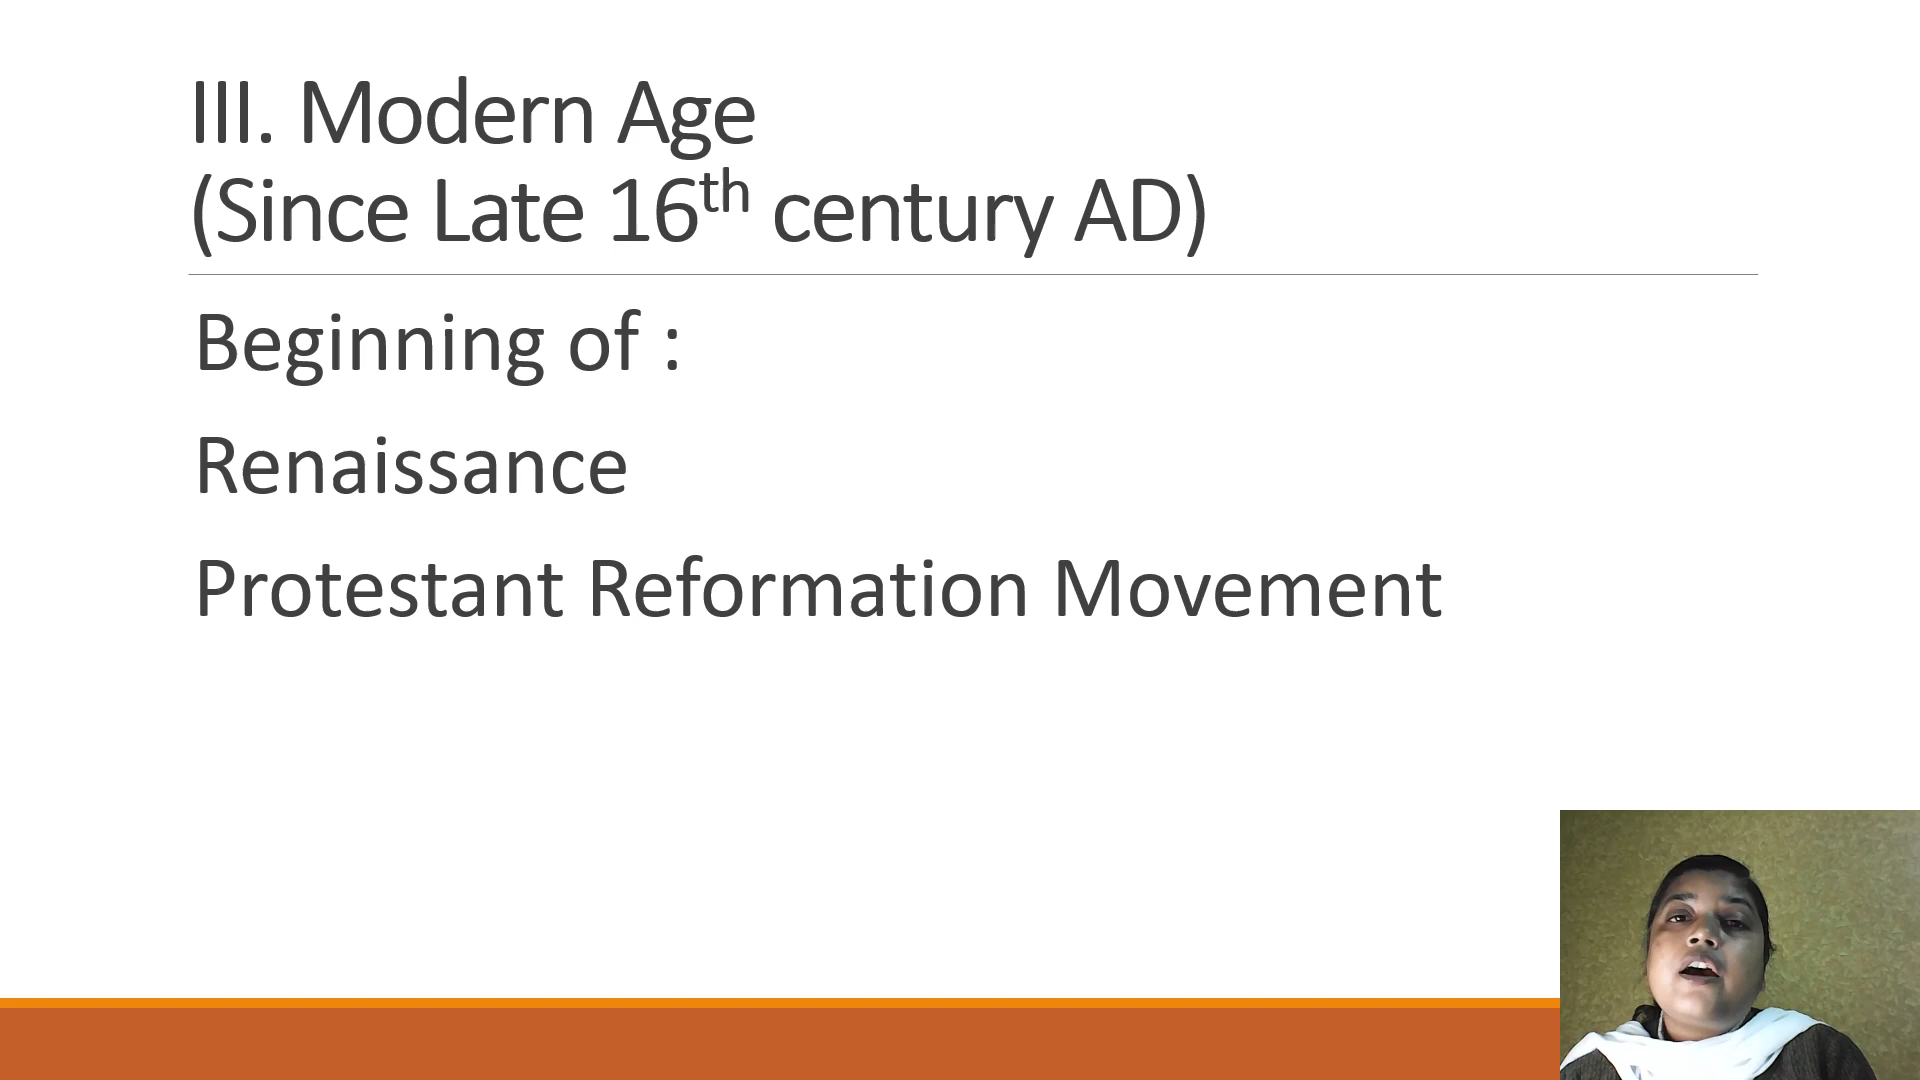 III. Modern Age
(Since Late 16th century AD)
Beginning of :
Renaissance
Protestant Reformation Movement